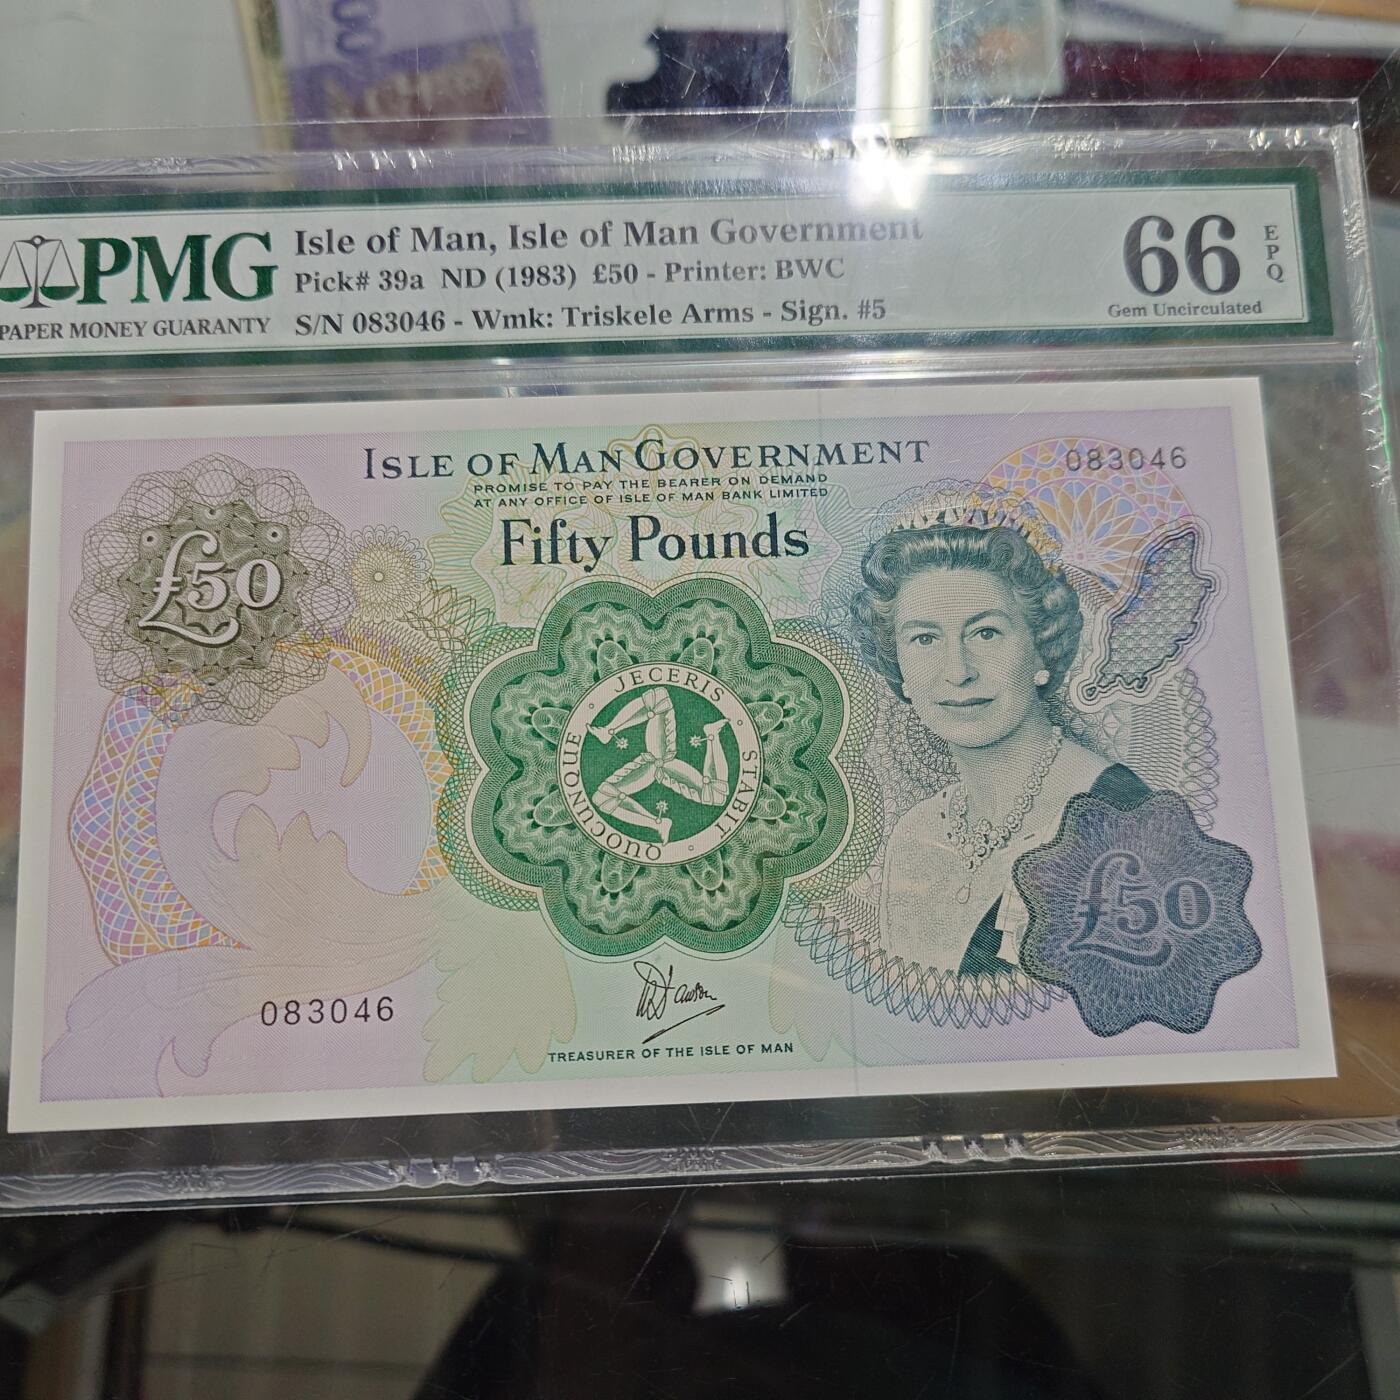 PMG
PAPER MONEY GUARANTY
Isle of Man, Isle of Man Government
Pick# 39a ND (1983) £50 - Printer: BWC
S/N 083046 - Wmk: Triskele Arms - Sign. #5
66
EPQ
Gem Uncirculated
ISLE OF MAN GOVERNMENT
PROMISE TO PAY THE BEARER ON DEMAND
AT ANY OFFICE OF ISLE OF MAN BANK LIMITED
Fifty Pounds
083046
£50
QUOCUNQUE · JECERIS · STABIT ·
£50
083046
TREASURER OF THE ISLE OF MAN